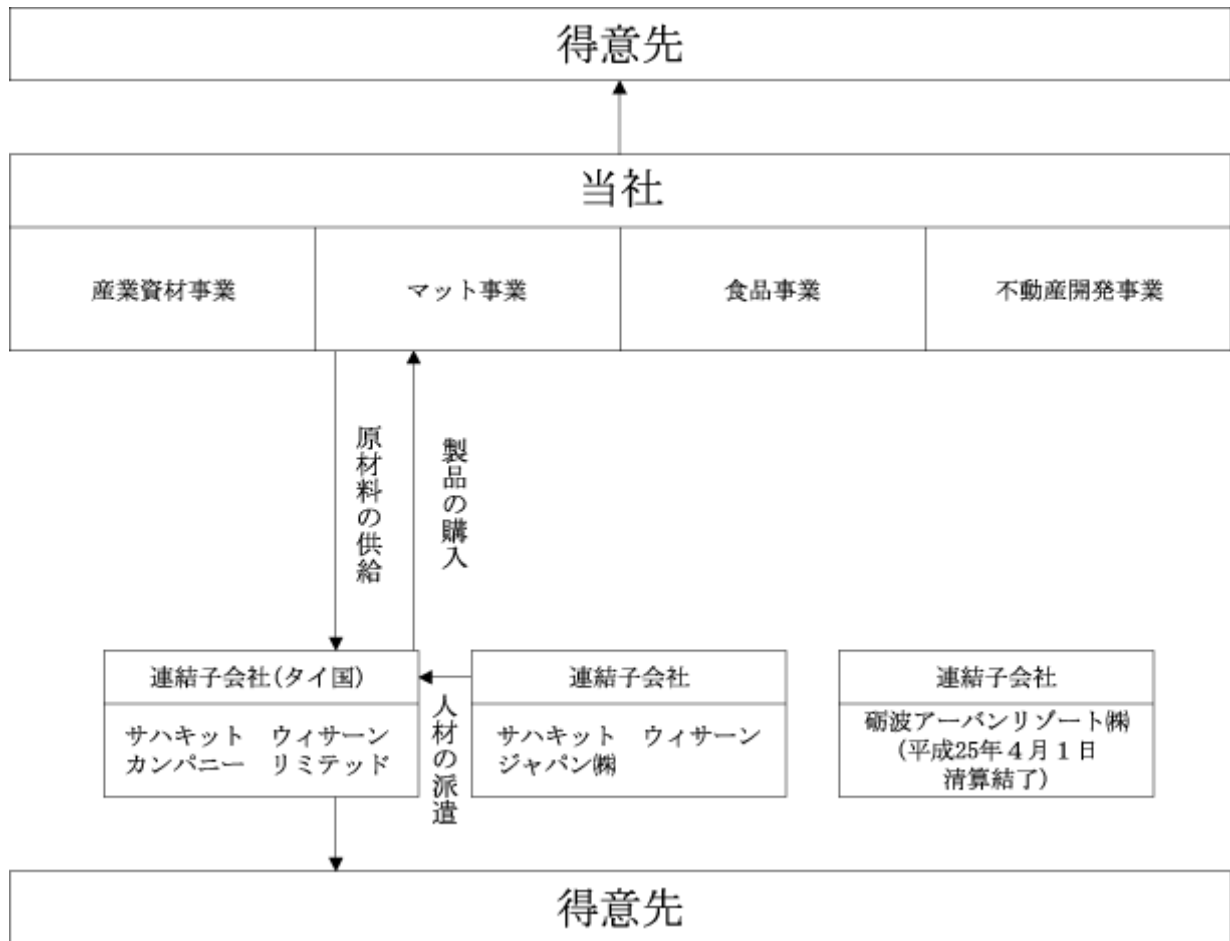 得意先
当社
産業資材事業
マット事業
食品事業
不動産開発事業
原材料の供給
製品の購入
連結子会社(タイ国)
サハキット　ウィサーン
カンパニー　リミテッド
人材の派遣
連結子会社
サハキット　ウィサーン
ジャパン㈱
連結子会社
砺波アーバンリゾート㈱
(平成25年４月１日
清算結了)
得意先